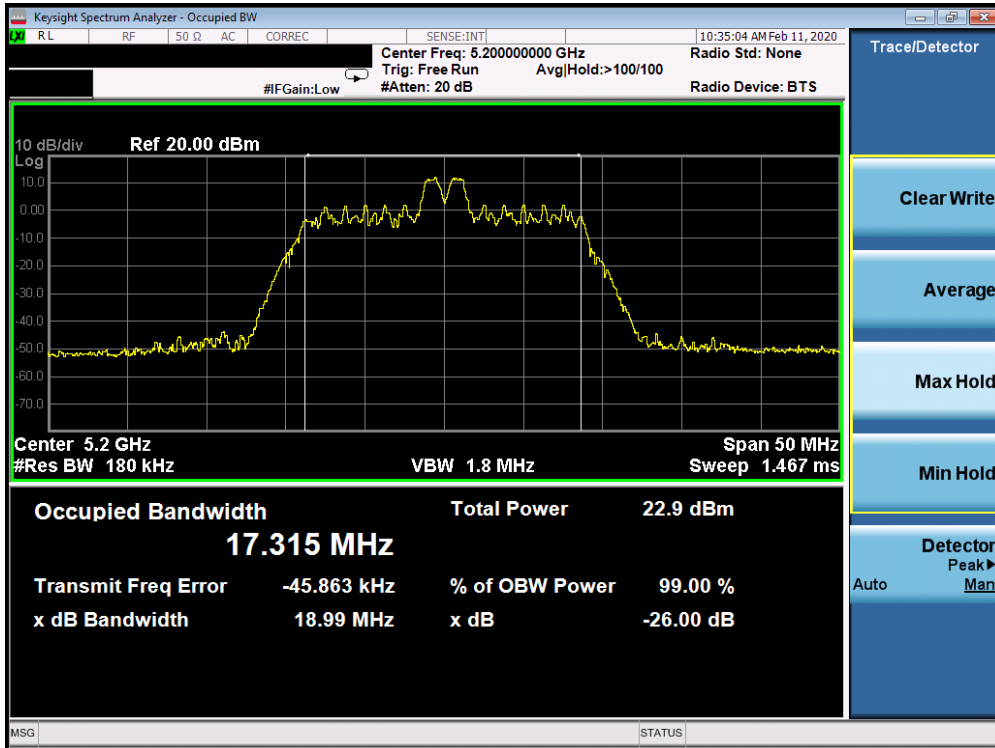 Keysight Spectrum Analyzer - Occupied BW
LXI RL RF 50 Ω AC CORREC SENSE:INT 10:35:04 AM Feb 11, 2020
Center Freq: 5.200000000 GHz Radio Std: None
Trig: Free Run Avg|Hold:>100/100
#IFGain:Low #Atten: 20 dB Radio Device: BTS
Trace/Detector
10 dB/div Ref 20.00 dBm
Log
10.0
0.00
-10.0
-20.0
-30.0
-40.0
-50.0
-60.0
-70.0
Center 5.2 GHz Span 50 MHz
#Res BW 180 kHz VBW 1.8 MHz Sweep 1.467 ms
Occupied Bandwidth Total Power 22.9 dBm
17.315 MHz
Transmit Freq Error -45.863 kHz % of OBW Power 99.00 %
x dB Bandwidth 18.99 MHz x dB -26.00 dB
Clear Write
Average
Max Hold
Min Hold
Detector
Peak▶
Auto Man
MSG STATUS